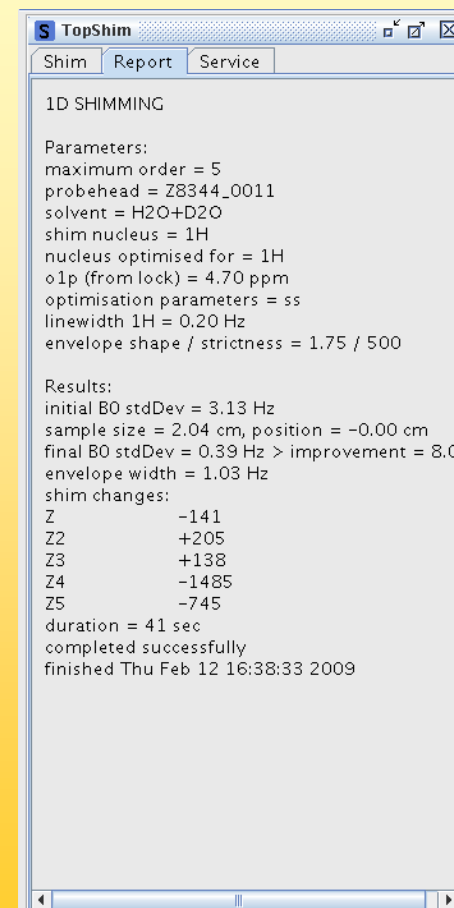 S TopShim
Shim Report Service
1D SHIMMING
Parameters:
maximum order = 5
probehead = Z8344_0011
solvent = H2O+D2O
shim nucleus = 1H
nucleus optimised for = 1H
o1p (from lock) = 4.70 ppm
optimisation parameters = ss
linewidth 1H = 0.20 Hz
envelope shape / strictness = 1.75 / 500
Results:
initial B0 stdDev = 3.13 Hz
sample size = 2.04 cm, position = -0.00 cm
final B0 stdDev = 0.39 Hz > improvement = 8.0
envelope width = 1.03 Hz
shim changes:
Z -141
Z2 +205
Z3 +138
Z4 -1485
Z5 -745
duration = 41 sec
completed successfully
finished Thu Feb 12 16:38:33 2009